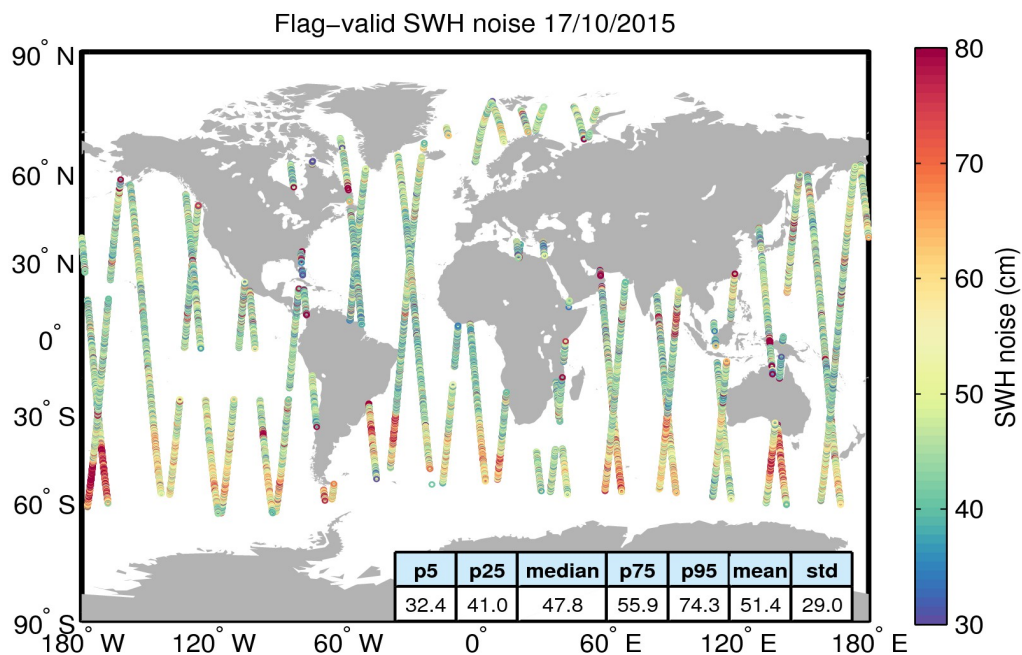 Flag−valid SWH noise 17/10/2015
90° N
60° N
30° N
0°
30° S
60° S
90° S
180° W
120° W
60° W
0°
60° E
120° E
180° E
80
70
60
50
40
30
SWH noise (cm)
p5 p25 median p75 p95 mean std
32.4 41.0 47.8 55.9 74.3 51.4 29.0